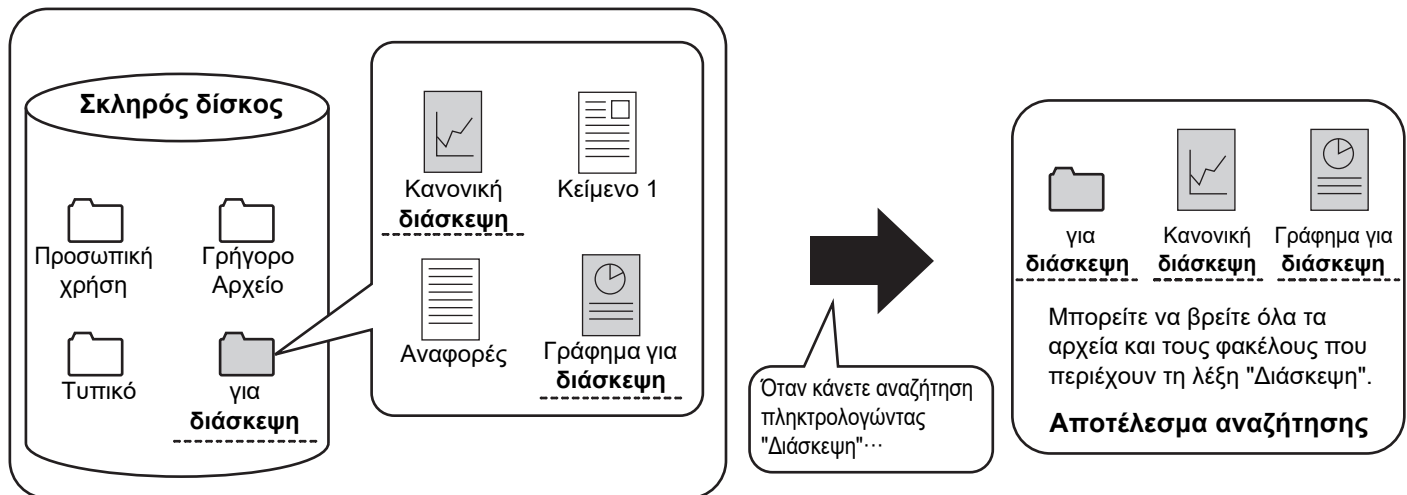 Σκληρός δίσκος
Προσωπική
χρήση
Γρήγορο
Αρχείο
Τυπικό
για
διάσκεψη
Κανονική
διάσκεψη
Κείμενο 1
Αναφορές
Γράφημα για
διάσκεψη
Όταν κάνετε αναζήτηση
πληκτρολογώντας
"Διάσκεψη"⋯
για
διάσκεψη
Κανονική
διάσκεψη
Γράφημα για
διάσκεψη
Μπορείτε να βρείτε όλα τα
αρχεία και τους φακέλους που
περιέχουν τη λέξη "Διάσκεψη".
Αποτέλεσμα αναζήτησης